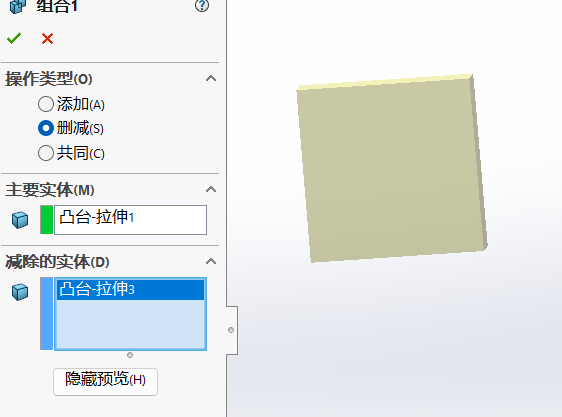 组合1
操作类型(O)
添加(A)
删减(S)
共同(C)
主要实体(M)
凸台-拉伸1
减除的实体(D)
凸台-拉伸3
隐藏预览(H)